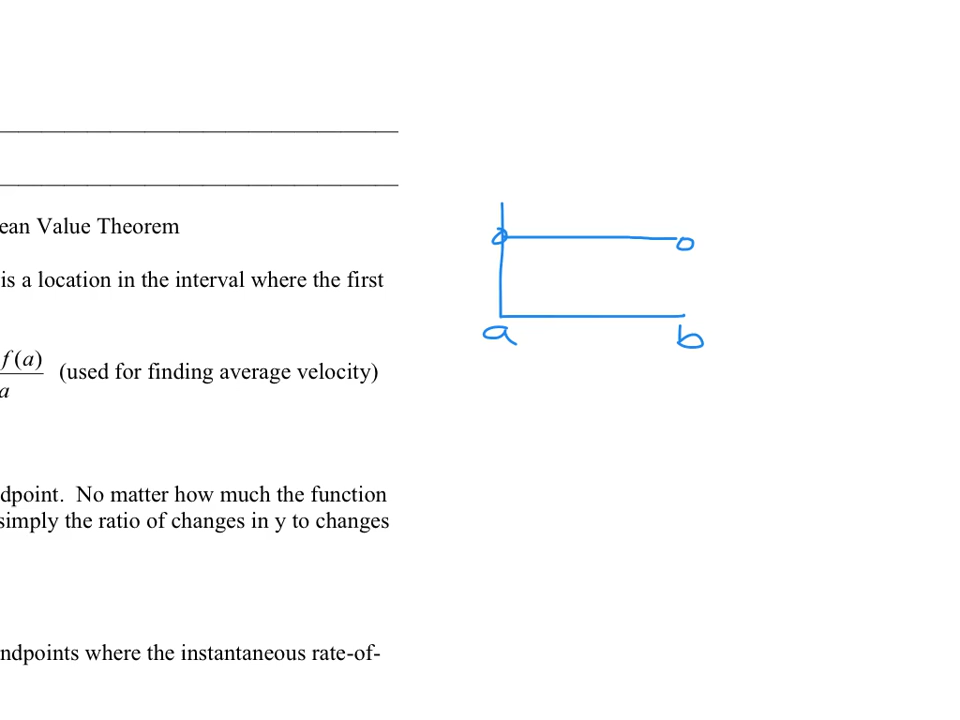 ean Value Theorem
is a location in the interval where the first
f(a)
a
(used for finding average velocity)
dpoint.  No matter how much the function
simply the ratio of changes in y to changes
ndpoints where the instantaneous rate-of-
a
b